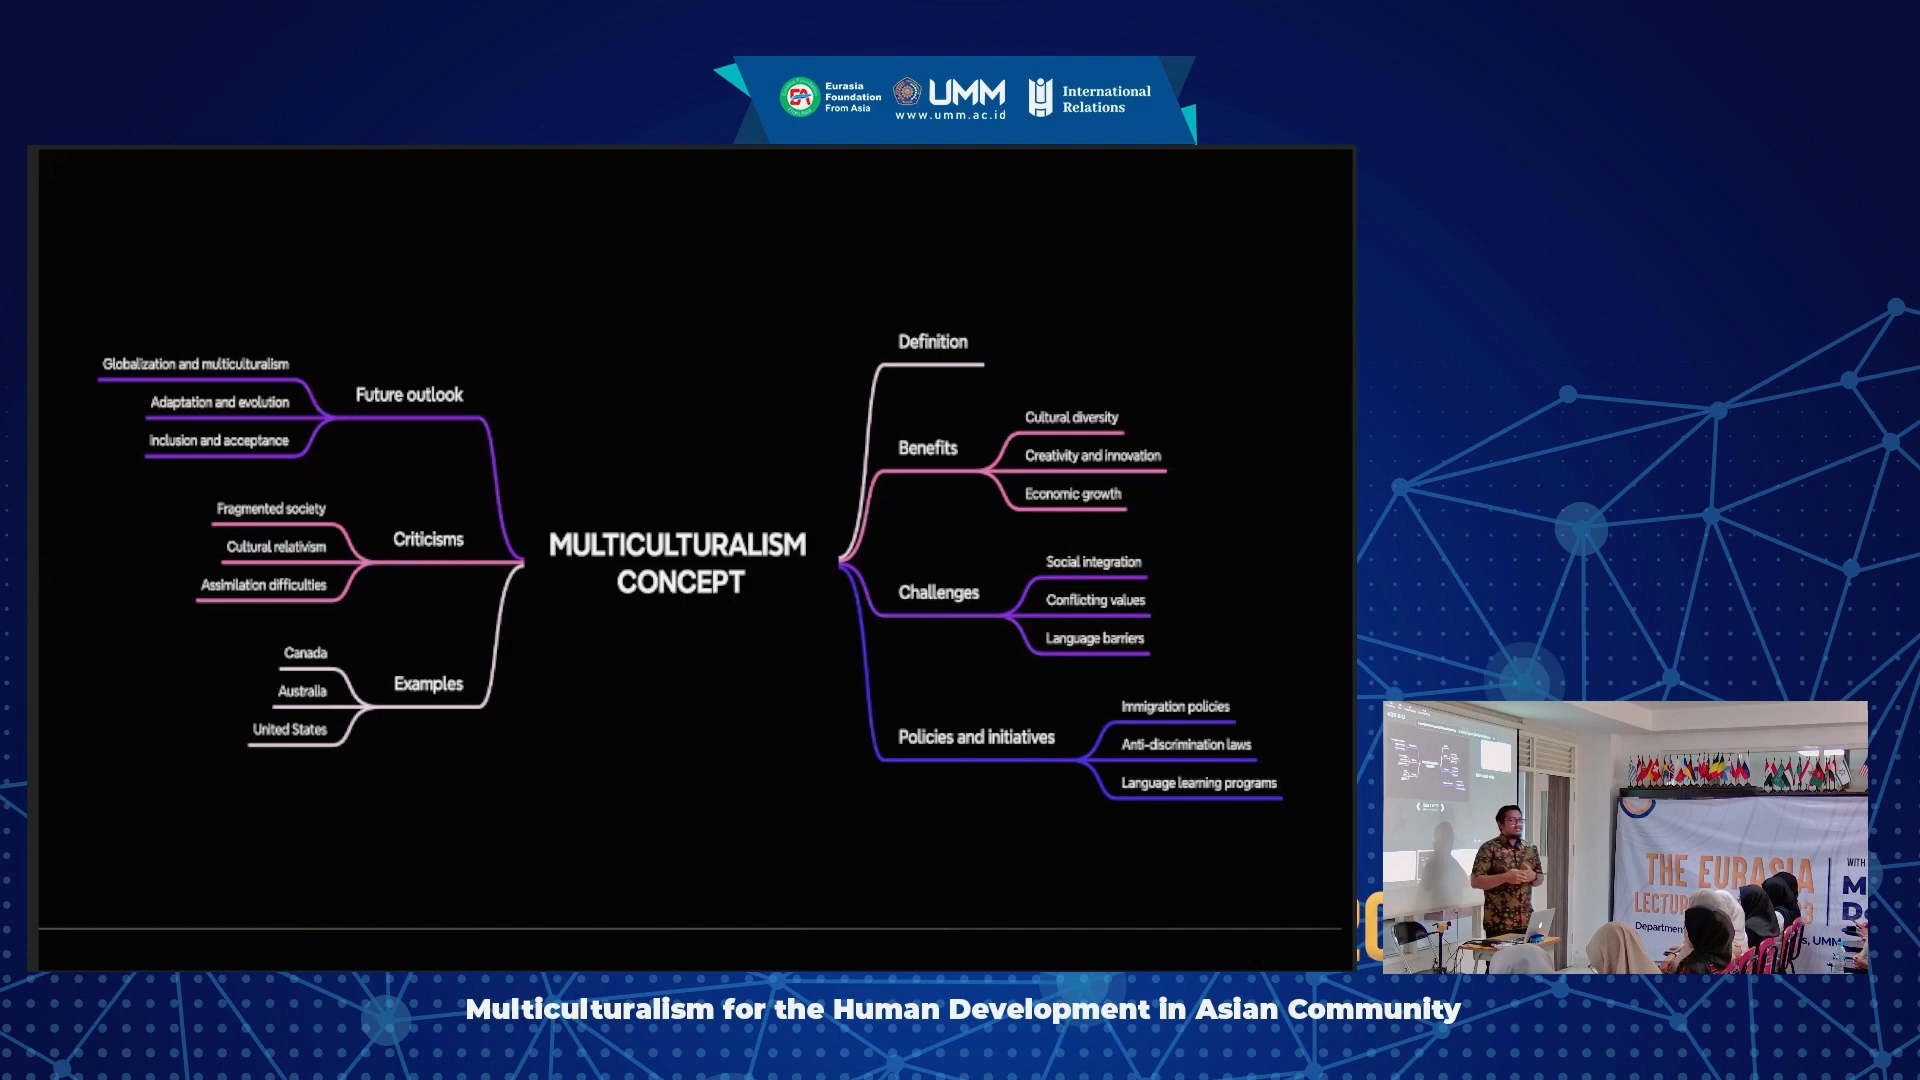 Eurasia
Foundation
From Asia
UMM
www.umm.ac.id
International
Relations
Globalization and multiculturalism
Adaptation and evolution
Inclusion and acceptance
Future outlook
Fragmented society
Cultural relativism
Assimilation difficulties
Criticisms
Canada
Australia
United States
Examples
MULTICULTURALISM
CONCEPT
Definition
Benefits
Cultural diversity
Creativity and innovation
Economic growth
Challenges
Social integration
Conflicting values
Language barriers
Policies and initiatives
Immigration policies
Anti-discrimination laws
Language learning programs
THE EURASIA
WITH
Multiculturalism for the Human Development in Asian Community